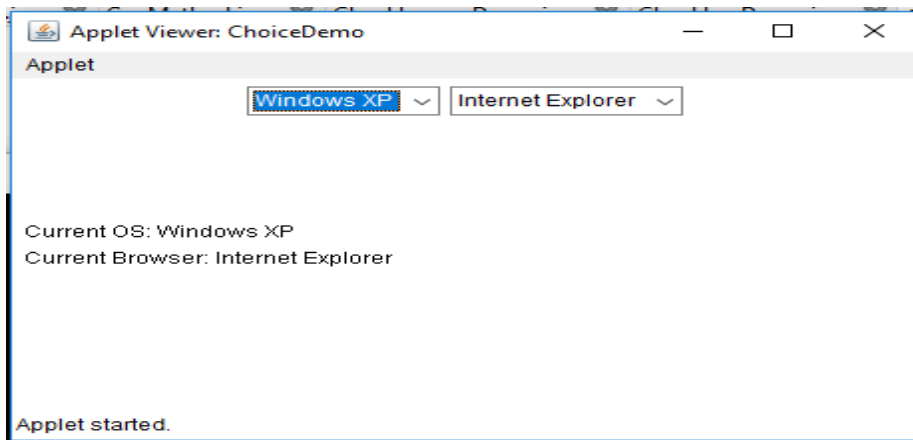 Applet Viewer: ChoiceDemo
Applet
Windows XP Internet Explorer
Current OS: Windows XP
Current Browser: Internet Explorer
Applet started.